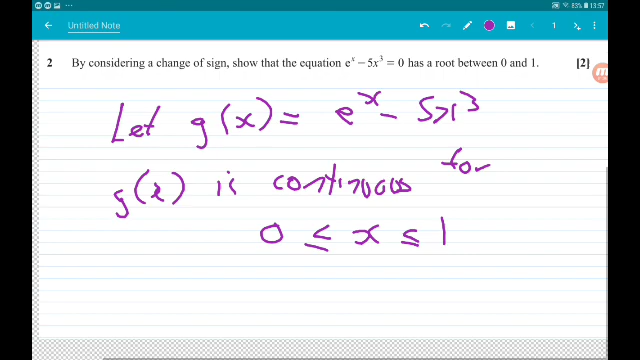 83% 13:57
Untitled Note
1
2 By considering a change of sign, show that the equation eˣ − 5x³ = 0 has a root between 0 and 1. [2]
Let g(x) = eˣ − 5x³
g(x) is continuous for
0 ≤ x ≤ 1